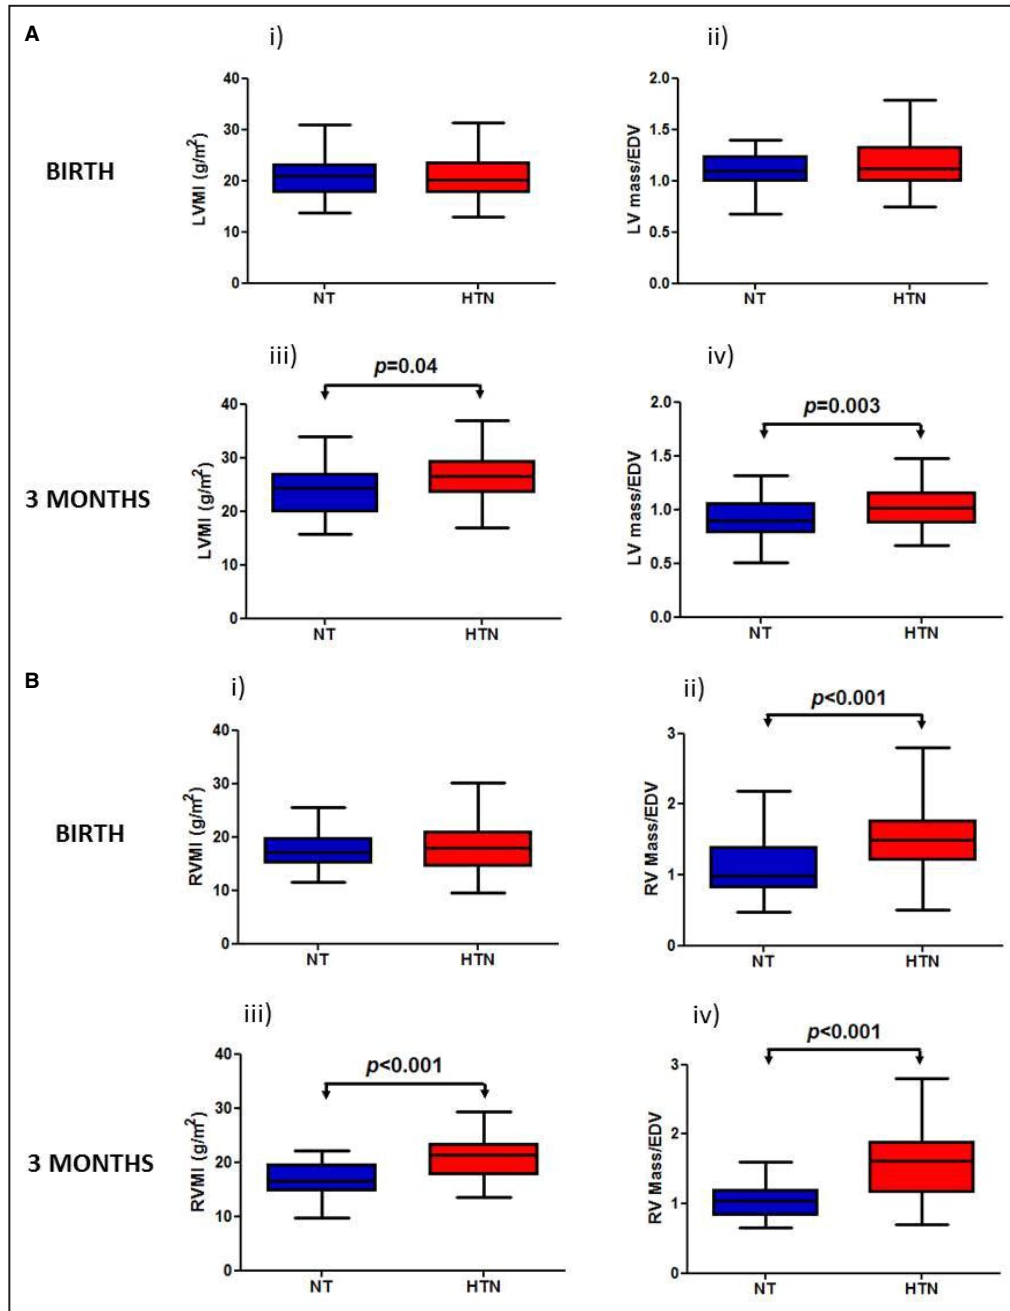 A
i)
ii)
BIRTH
LVMI (g/m²)
40
30
20
10
0
NT
HTN
LV mass/EDV
2.0
1.5
1.0
0.5
0.0
NT
HTN
iii)
iv)
3 MONTHS
p=0.04
LVMI (g/m²)
40
30
20
10
0
NT
HTN
p=0.003
LV mass/EDV
2.0
1.5
1.0
0.5
0.0
NT
HTN
B
i)
ii)
BIRTH
RVMI (g/m²)
40
30
20
10
0
NT
HTN
p<0.001
RV Mass/EDV
3
2
1
0
NT
HTN
iii)
iv)
3 MONTHS
p<0.001
RVMI (g/m²)
40
30
20
10
0
NT
HTN
p<0.001
RV Mass/EDV
3
2
1
0
NT
HTN